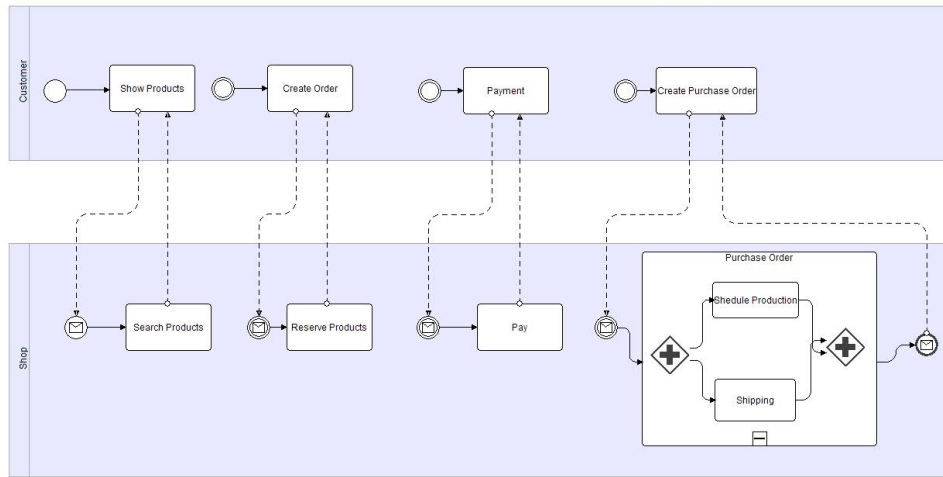 Customer
Show Products
Create Order
Payment
Create Purchase Order
Shop
Search Products
Reserve Products
Pay
Purchase Order
Shedule Production
Shipping